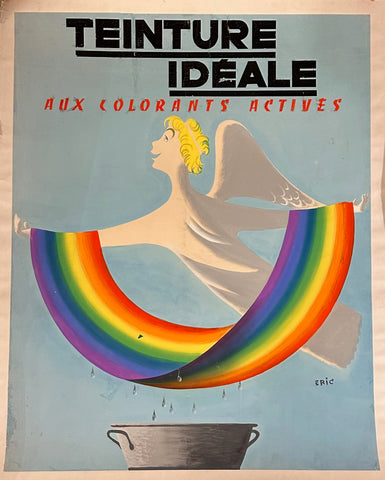 TEINTURE
IDÉALE
AUX COLORANTS ACTIVÉS
ERIC